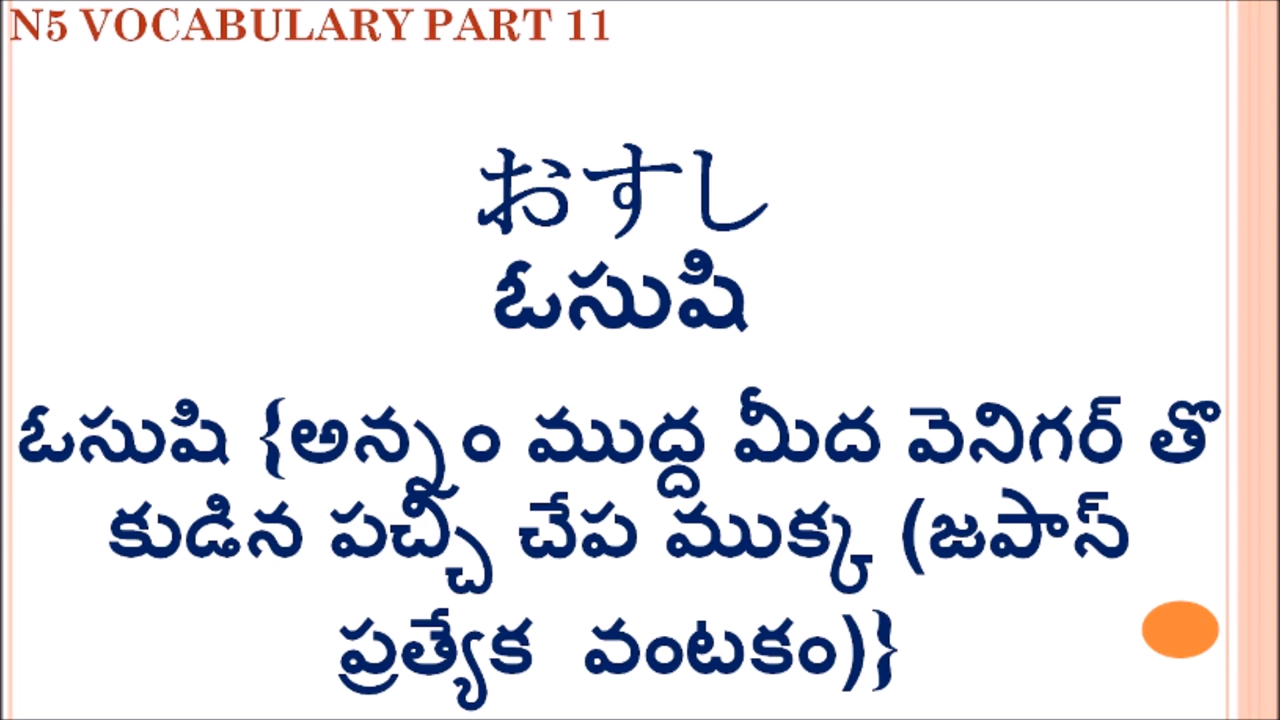 N5 VOCABULARY PART 11
おすし
ఓసుషి
ఓసుషి {అన్నం ముద్ద మీద వెనిగర్ తొ
కుడిన పచ్చి చేప ముక్క (జపాన్
ప్రత్యేక వంటకం)}